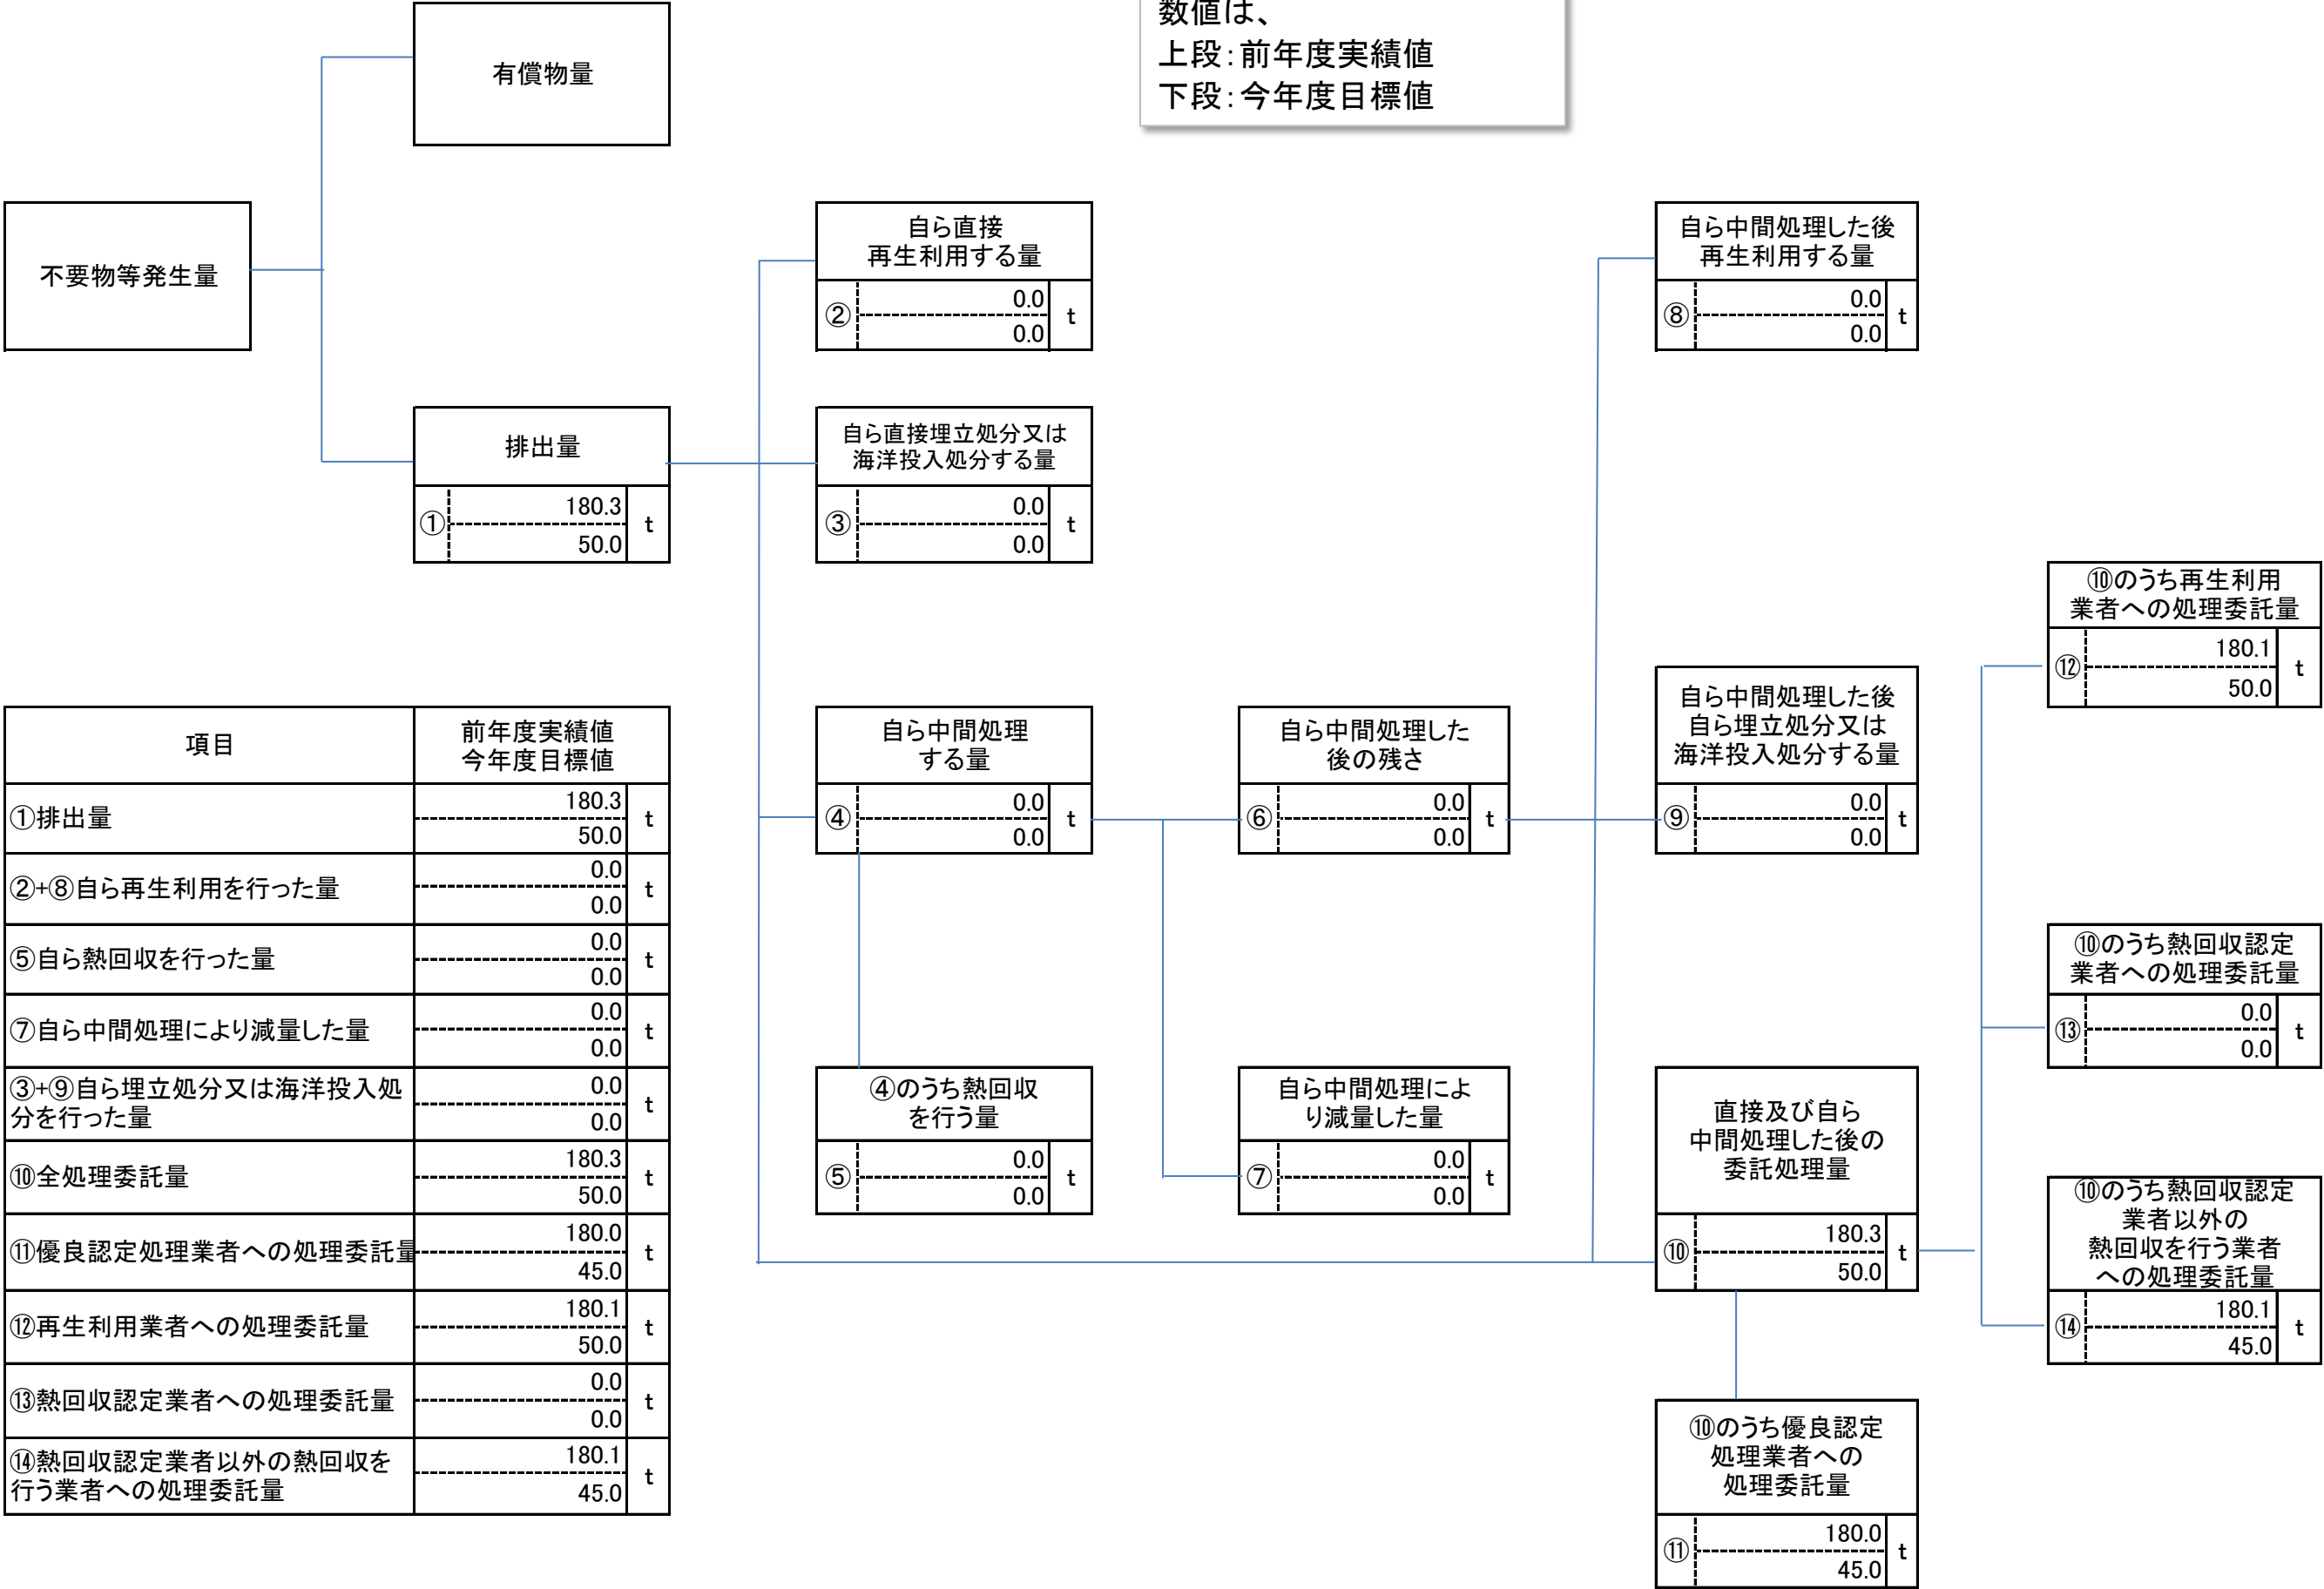 数値は、
上段：前年度実績値
下段：今年度目標値
有償物量
不要物等発生量
自ら直接
再生利用する量
②
0.0
0.0
t
自ら中間処理した後
再生利用する量
⑧
0.0
0.0
t
排出量
①
180.3
50.0
t
自ら直接埋立処分又は
海洋投入処分する量
③
0.0
0.0
t
⑩のうち再生利用
業者への処理委託量
⑫
180.1
50.0
t
自ら中間処理
する量
④
0.0
0.0
t
自ら中間処理した
後の残さ
⑥
0.0
0.0
t
自ら中間処理した後
自ら埋立処分又は
海洋投入処分する量
⑨
0.0
0.0
t
⑩のうち熱回収認定
業者への処理委託量
⑬
0.0
0.0
t
④のうち熱回収
を行う量
⑤
0.0
0.0
t
自ら中間処理によ
り減量した量
⑦
0.0
0.0
t
直接及び自ら
中間処理した後の
委託処理量
⑩
180.3
50.0
t
⑩のうち熱回収認定
業者以外の
熱回収を行う業者
への処理委託量
⑭
180.1
45.0
t
⑩のうち優良認定
処理業者への
処理委託量
⑪
180.0
45.0
t
項目
前年度実績値
今年度目標値
①排出量
180.3
50.0
t
②+⑧自ら再生利用を行った量
0.0
0.0
t
⑤自ら熱回収を行った量
0.0
0.0
t
⑦自ら中間処理により減量した量
0.0
0.0
t
③+⑨自ら埋立処分又は海洋投入処
分を行った量
0.0
0.0
t
⑩全処理委託量
180.3
50.0
t
⑪優良認定処理業者への処理委託量
180.0
45.0
t
⑫再生利用業者への処理委託量
180.1
50.0
t
⑬熱回収認定業者への処理委託量
0.0
0.0
t
⑭熱回収認定業者以外の熱回収を
行う業者への処理委託量
180.1
45.0
t